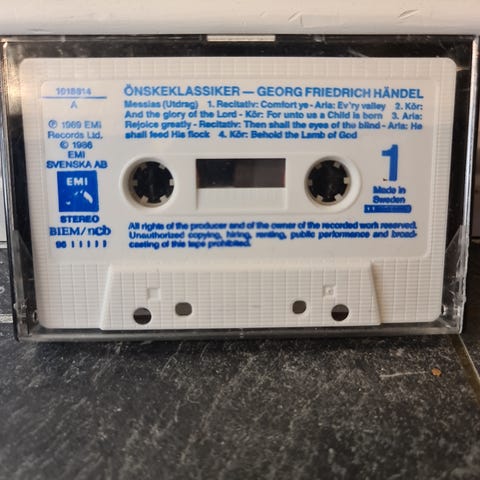 1018814
A
ÖNSKEKLASSIKER — GEORG FRIEDRICH HÄNDEL
Messias (Utdrag) 1. Recitativ: Comfort ye - Aria: Ev'ry valley 2. Kör:
And the glory of the Lord - Kör: For unto us a Child is born 3. Aria:
Rejoice greatly - Recitativ: Then shall the eyes of the blind - Aria: He
shall feed His flock 4. Kör: Behold the Lamb of God
℗ 1969 EMI
Records Ltd.
© 1986
EMI
SVENSKA AB
EMI
STEREO
BIEM/ncb
1
Made in
Sweden
All rights of the producer and of the owner of the recorded work reserved.
Unauthorized copying, hiring, renting, public performance and broad-
casting of this tape prohibited.